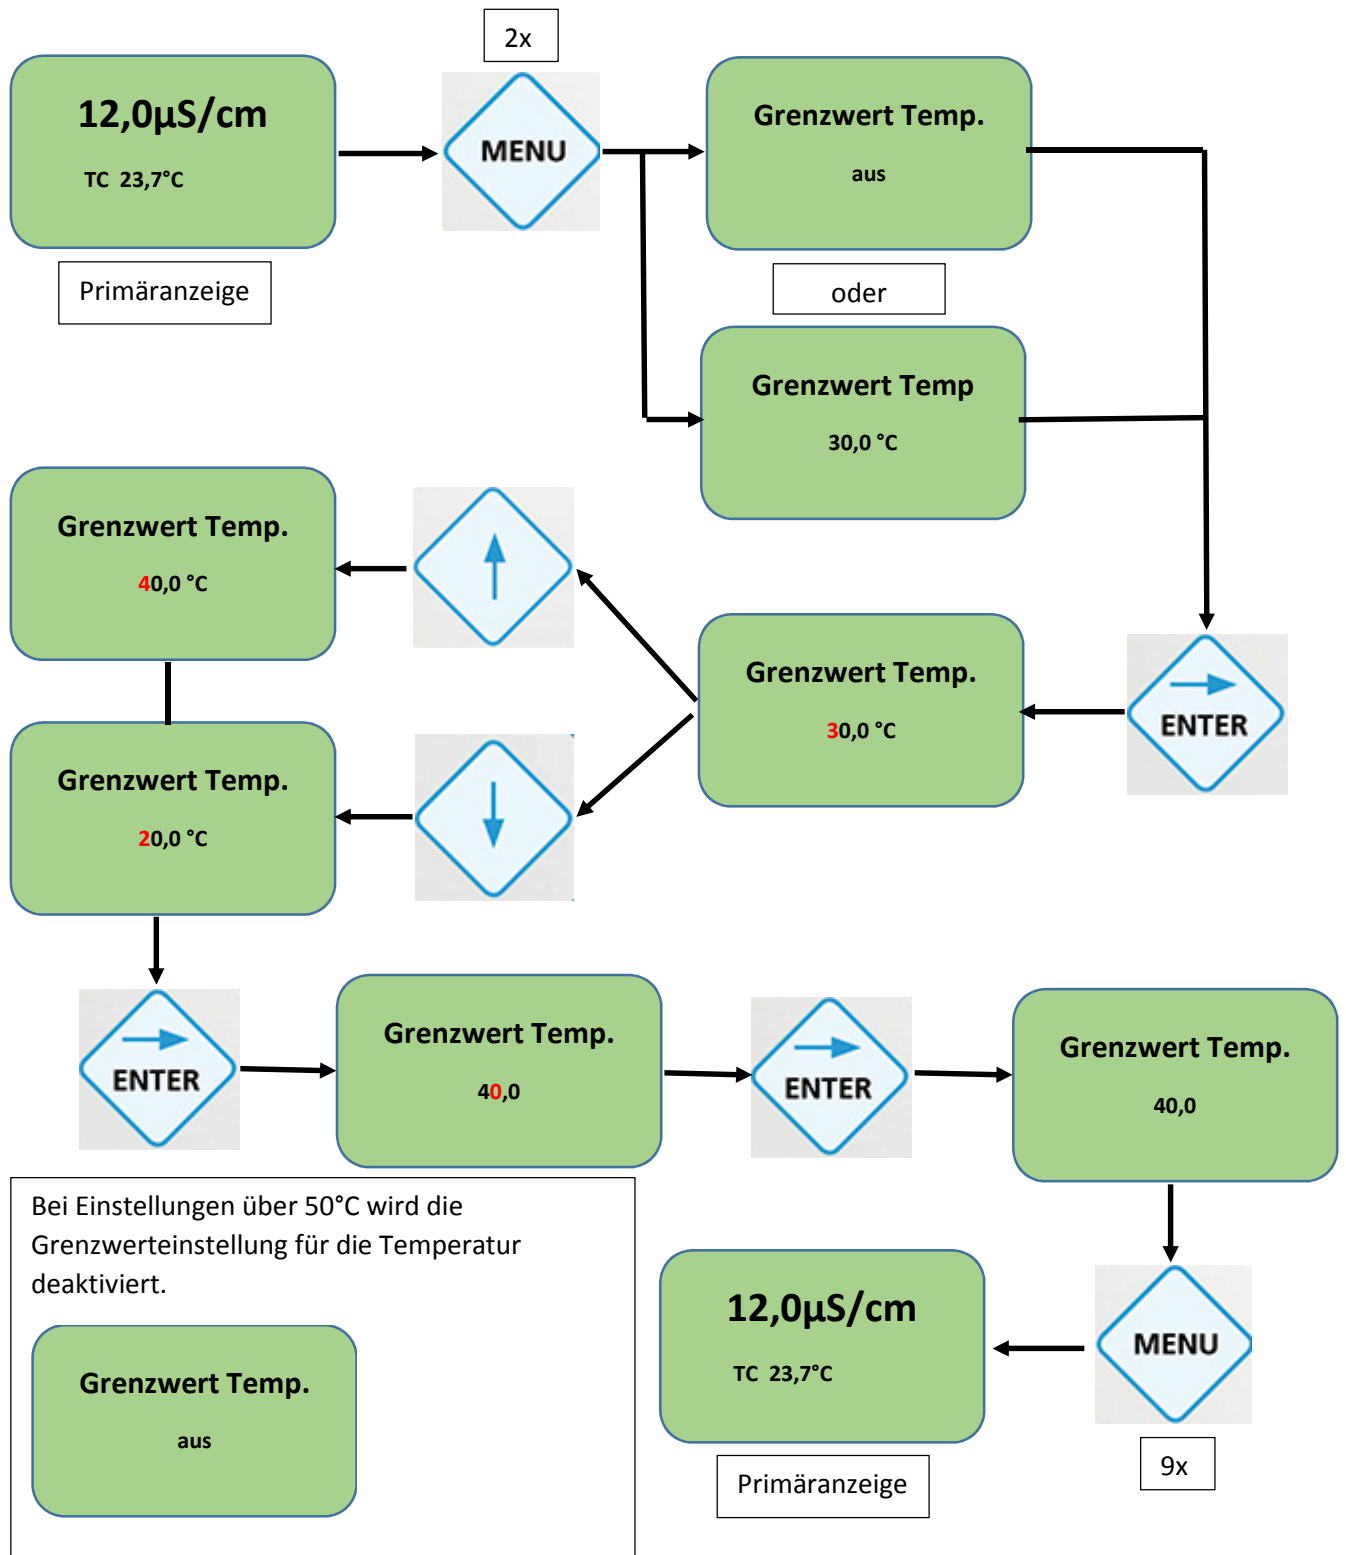 2x
12,0µS/cm
TC 23,7°C
Primäranzeige
MENU
Grenzwert Temp.
aus
oder
Grenzwert Temp
30,0 °C
ENTER
Grenzwert Temp.
30,0 °C
Grenzwert Temp.
40,0 °C
Grenzwert Temp.
20,0 °C
ENTER
Grenzwert Temp.
40,0
ENTER
Grenzwert Temp.
40,0
MENU
9x
12,0µS/cm
TC 23,7°C
Primäranzeige
Bei Einstellungen über 50°C wird die
Grenzwerteinstellung für die Temperatur
deaktiviert.
Grenzwert Temp.
aus